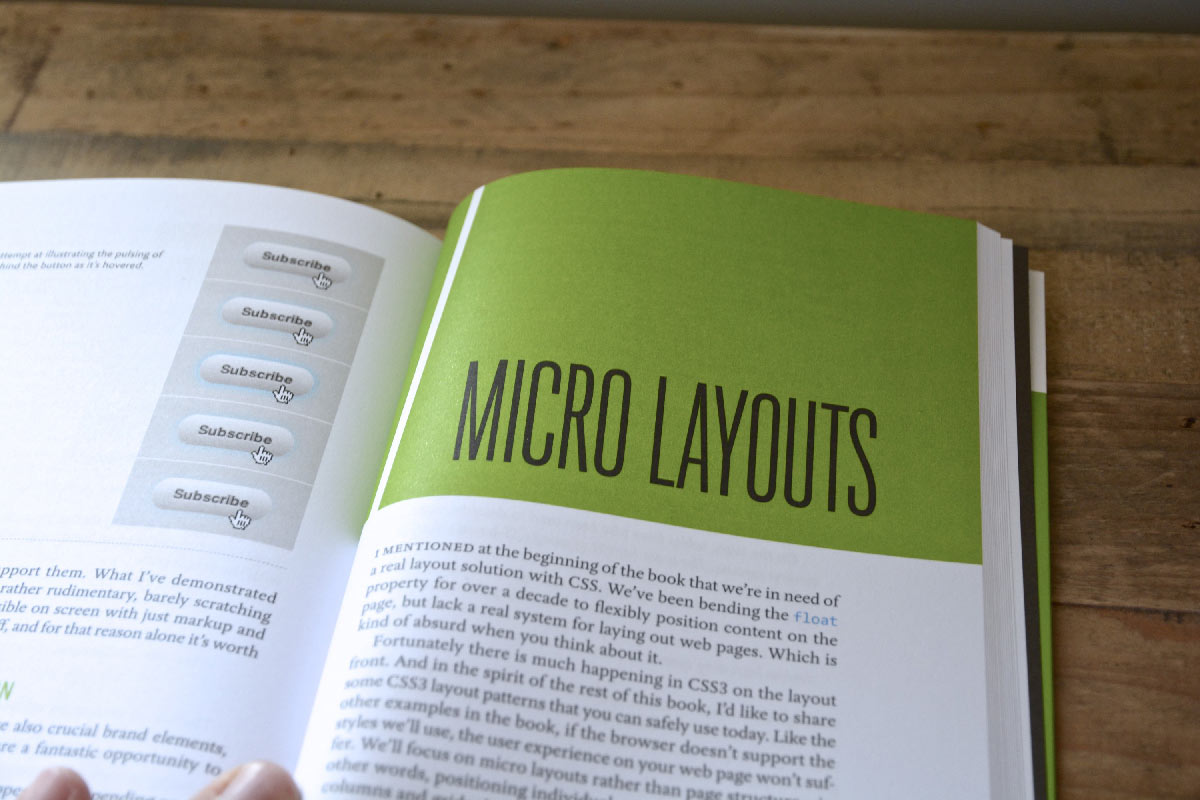 ttempt at illustrating the pulsing of
hind the button as it's hovered.
Subscribe
Subscribe
Subscribe
Subscribe
Subscribe
pport them. What I've demonstrated
rather rudimentary, barely scratching
ible on screen with just markup and
ff, and for that reason alone it's worth
N
e also crucial brand elements,
re a fantastic opportunity to
MICRO LAYOUTS
I MENTIONED at the beginning of the book that we're in need of
a real layout solution with CSS. We've been bending the float
property for over a decade to flexibly position content on the
page, but lack a real system for laying out web pages. Which is
kind of absurd when you think about it.
Fortunately there is much happening in CSS3 on the layout
front. And in the spirit of the rest of this book, I'd like to share
some CSS3 layout patterns that you can safely use today. Like the
other examples in the book, if the browser doesn't support the
styles we'll use, the user experience on your web page won't suf-
fer. We'll focus on micro layouts rather than page structure, in
other words, positioning individual
columns and